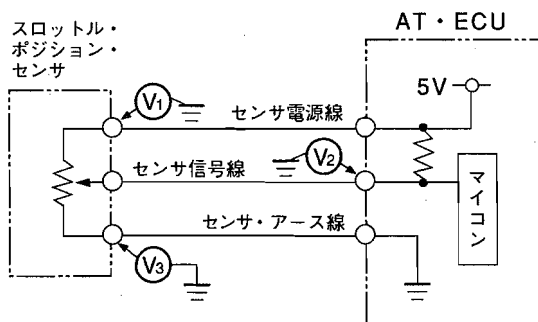 スロットル・
ポジション・
センサ
AT・ECU
V1
センサ電源線
5V
V2
センサ信号線
マイコン
センサ・アース線
V3